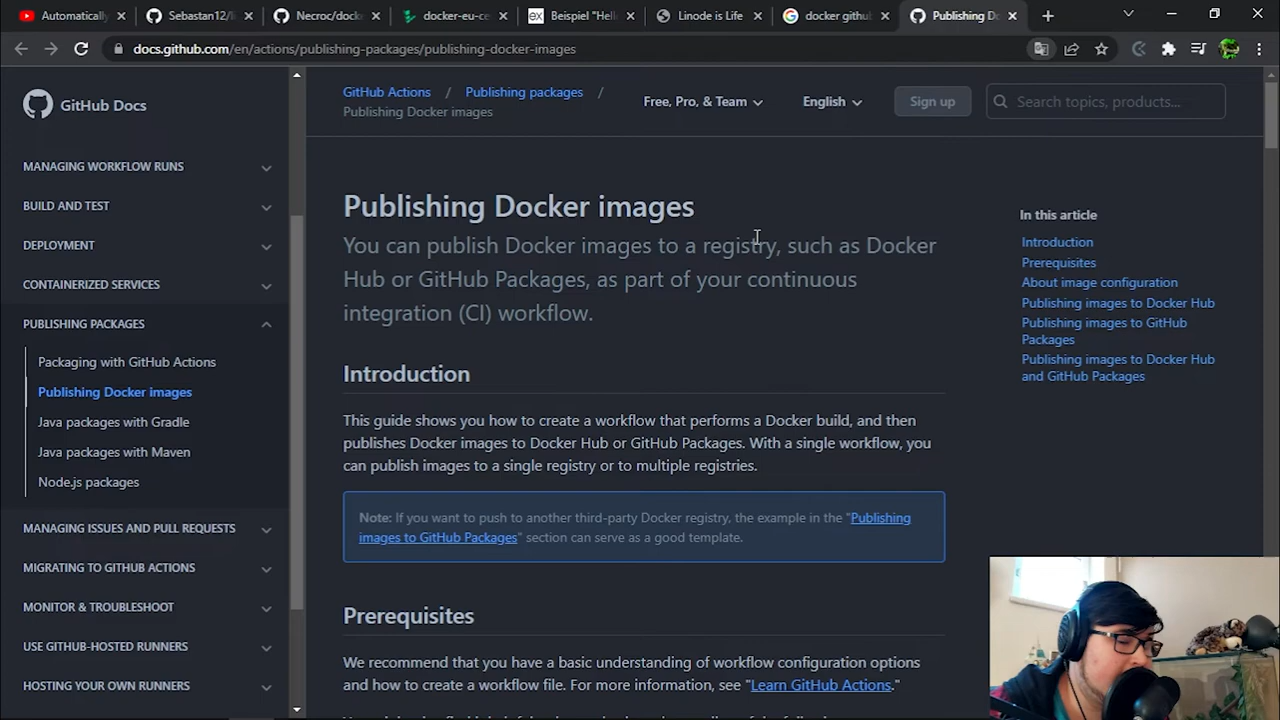 Automatically
Sebastan12/l
Necroc/dock
docker-eu-ce
ex
Beispiel "Hell
Linode is Life
docker github
Publishing Do
docs.github.com/en/actions/publishing-packages/publishing-docker-images
GitHub Docs
MANAGING WORKFLOW RUNS
BUILD AND TEST
DEPLOYMENT
CONTAINERIZED SERVICES
PUBLISHING PACKAGES
Packaging with GitHub Actions
Publishing Docker images
Java packages with Gradle
Java packages with Maven
Node.js packages
MANAGING ISSUES AND PULL REQUESTS
MIGRATING TO GITHUB ACTIONS
MONITOR & TROUBLESHOOT
USE GITHUB-HOSTED RUNNERS
HOSTING YOUR OWN RUNNERS
GitHub Actions / Publishing packages /
Publishing Docker images
Free, Pro, & Team
English
Sign up
Search topics, products...
Publishing Docker images
You can publish Docker images to a registry, such as Docker
Hub or GitHub Packages, as part of your continuous
integration (CI) workflow.
Introduction
This guide shows you how to create a workflow that performs a Docker build, and then
publishes Docker images to Docker Hub or GitHub Packages. With a single workflow, you
can publish images to a single registry or to multiple registries.
Note: If you want to push to another third-party Docker registry, the example in the "Publishing
images to GitHub Packages" section can serve as a good template.
Prerequisites
We recommend that you have a basic understanding of workflow configuration options
and how to create a workflow file. For more information, see "Learn GitHub Actions."
In this article
Introduction
Prerequisites
About image configuration
Publishing images to Docker Hub
Publishing images to GitHub
Packages
Publishing images to Docker Hub
and GitHub Packages